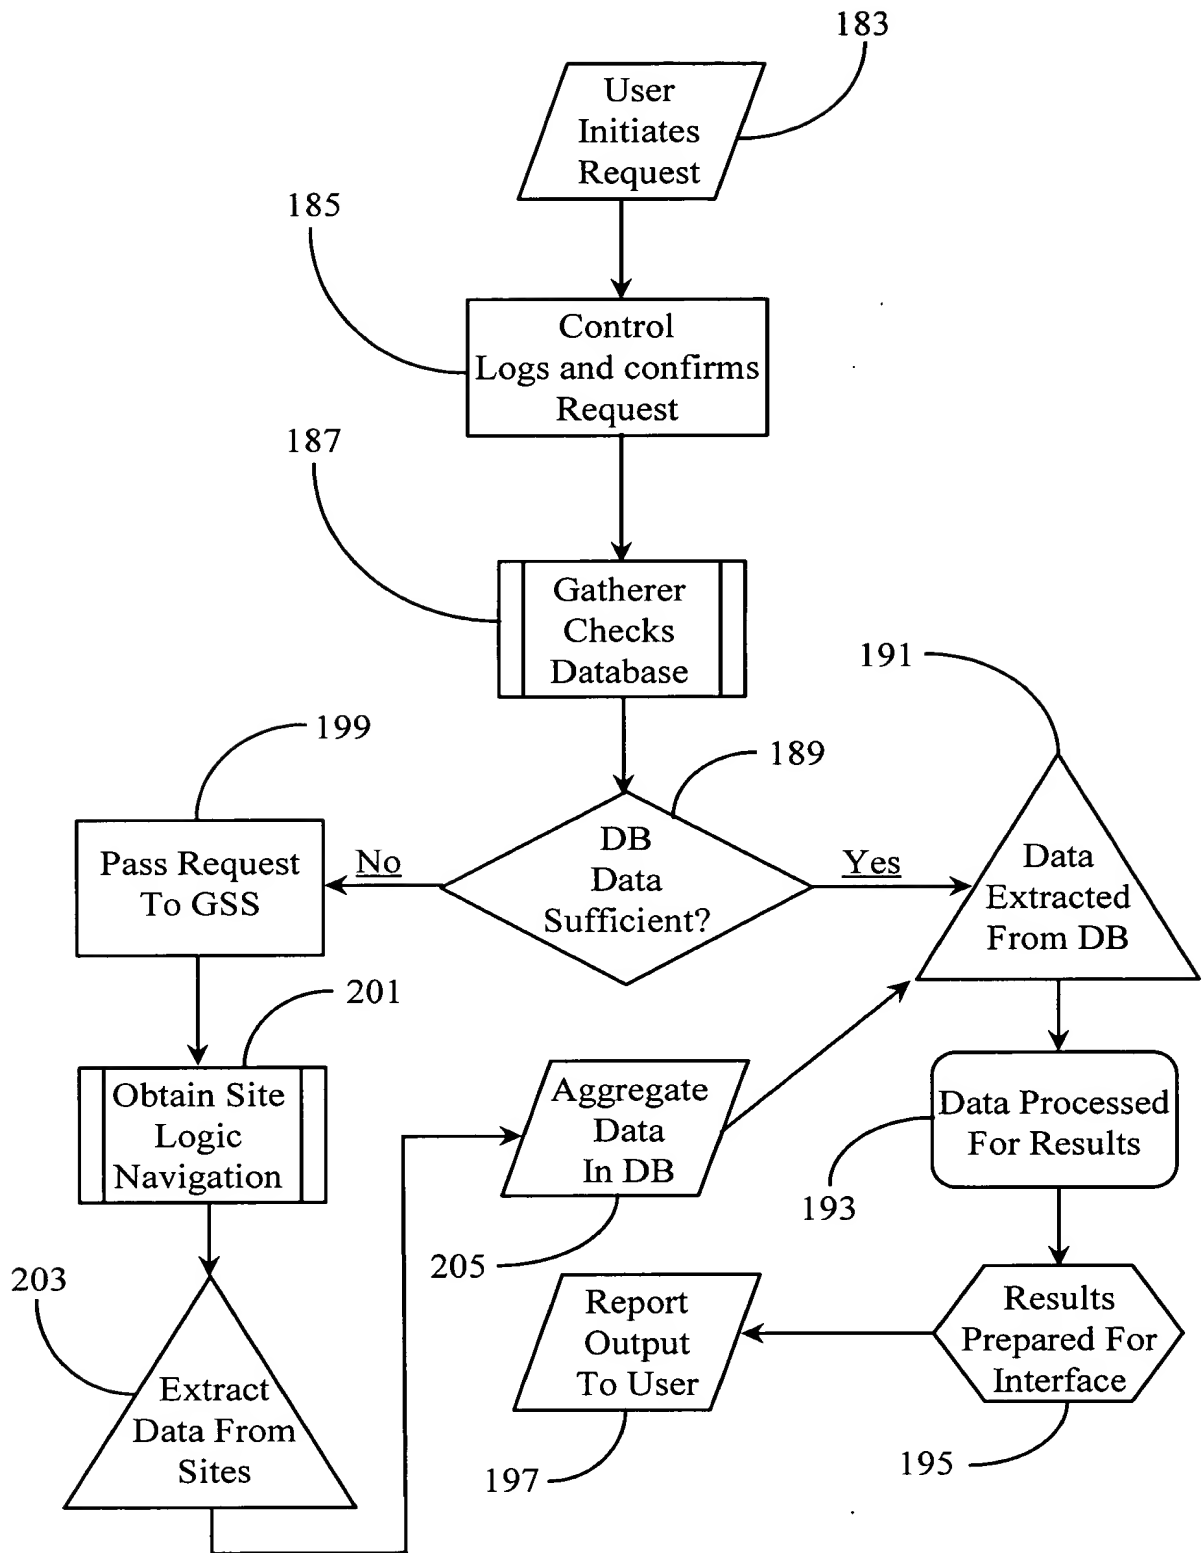 183
User
Initiates
Request
185
Control
Logs and confirms
Request
187
Gatherer
Checks
Database
191
199
189
DB
Data
Sufficient?
No
Yes
Pass Request
To GSS
Data
Extracted
From DB
201
Obtain Site
Logic
Navigation
Aggregate
Data
In DB
205
Data Processed
For Results
193
203
Extract
Data From
Sites
Report
Output
To User
197
Results
Prepared For
Interface
195